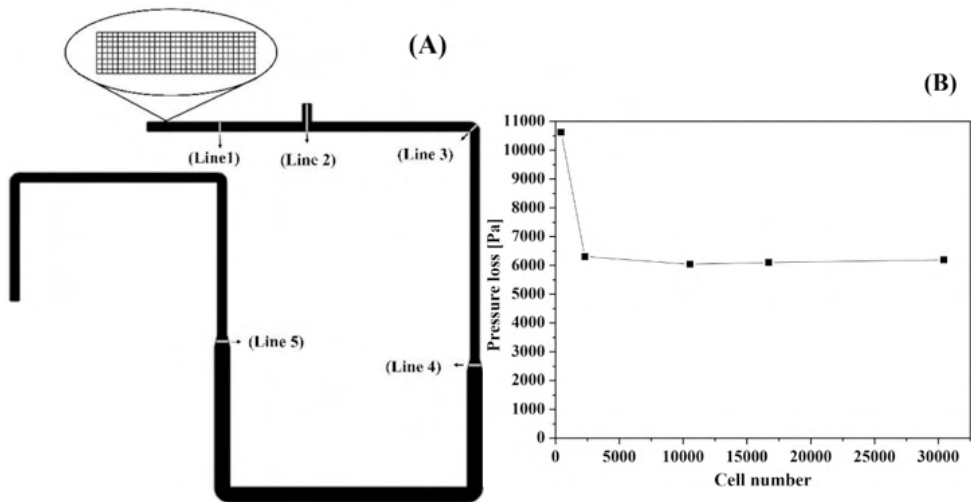 (A)
(Line1)
(Line 2)
(Line 3)
(Line 4)
(Line 5)
(B)
Pressure loss [Pa]
11000
10000
9000
8000
7000
6000
5000
4000
3000
2000
1000
0
0 5000 10000 15000 20000 25000 30000
Cell number